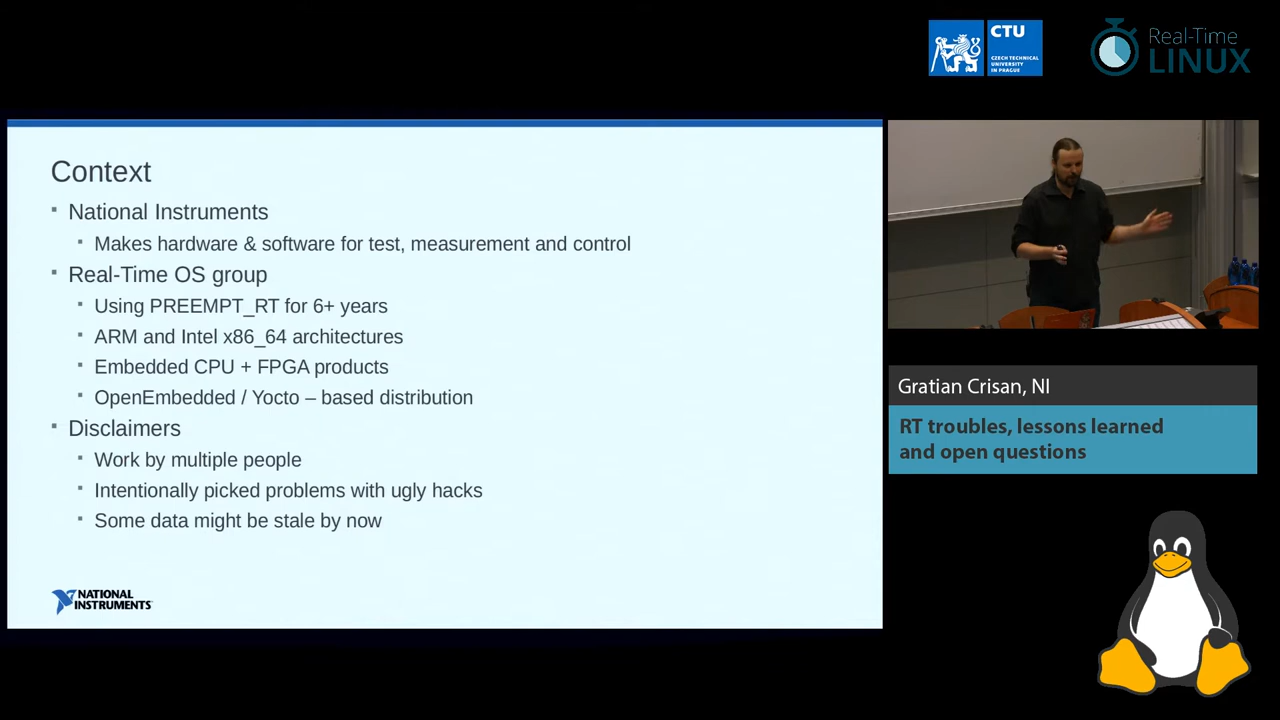 CTU
CZECH TECHNICAL
UNIVERSITY
IN PRAGUE
Real-Time
LINUX
Context
National Instruments
Makes hardware & software for test, measurement and control
Real-Time OS group
Using PREEMPT_RT for 6+ years
ARM and Intel x86_64 architectures
Embedded CPU + FPGA products
OpenEmbedded / Yocto – based distribution
Disclaimers
Work by multiple people
Intentionally picked problems with ugly hacks
Some data might be stale by now
NATIONAL
INSTRUMENTS
Gratian Crisan, NI
RT troubles, lessons learned
and open questions